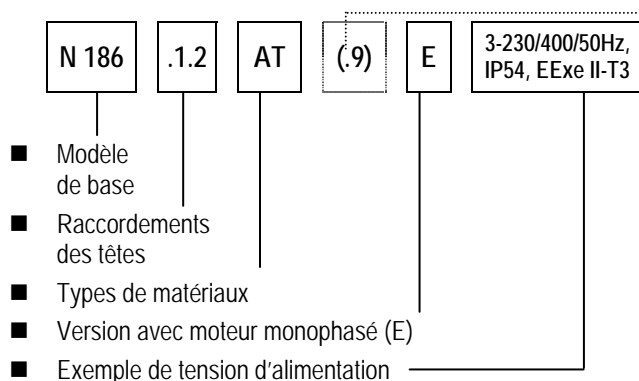 N 186 .1.2 AT (.9) E 3-230/400/50Hz,
IP54, EExe II-T3
■ Modèle
de base
■ Raccordements
des têtes
■ Types de matériaux
■ Version avec moteur monophasé (E)
■ Exemple de tension d’alimentation